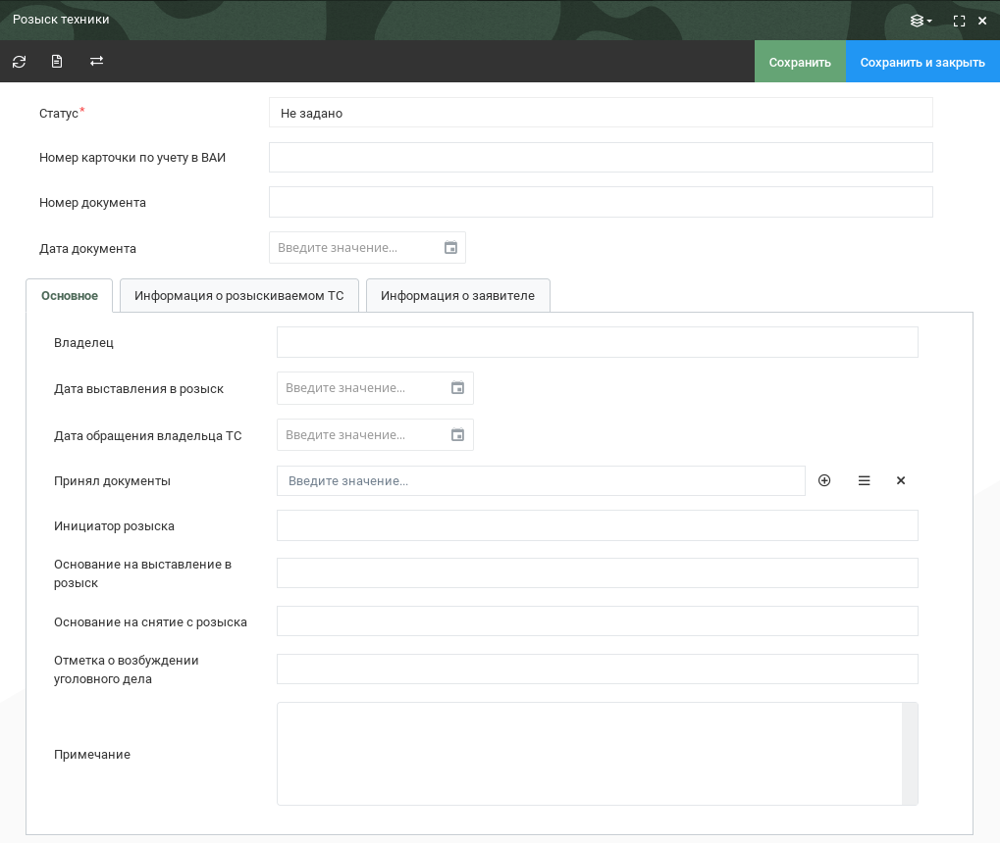 Розыск техники
Сохранить
Сохранить и закрыть
Статус*
Не задано
Номер карточки по учету в ВАИ
Номер документа
Дата документа
Введите значение...
Основное
Информация о розыскиваемом ТС
Информация о заявителе
Владелец
Дата выставления в розыск
Введите значение...
Дата обращения владельца ТС
Введите значение...
Принял документы
Введите значение...
Инициатор розыска
Основание на выставление в
розыск
Основание на снятие с розыска
Отметка о возбуждении
уголовного дела
Примечание